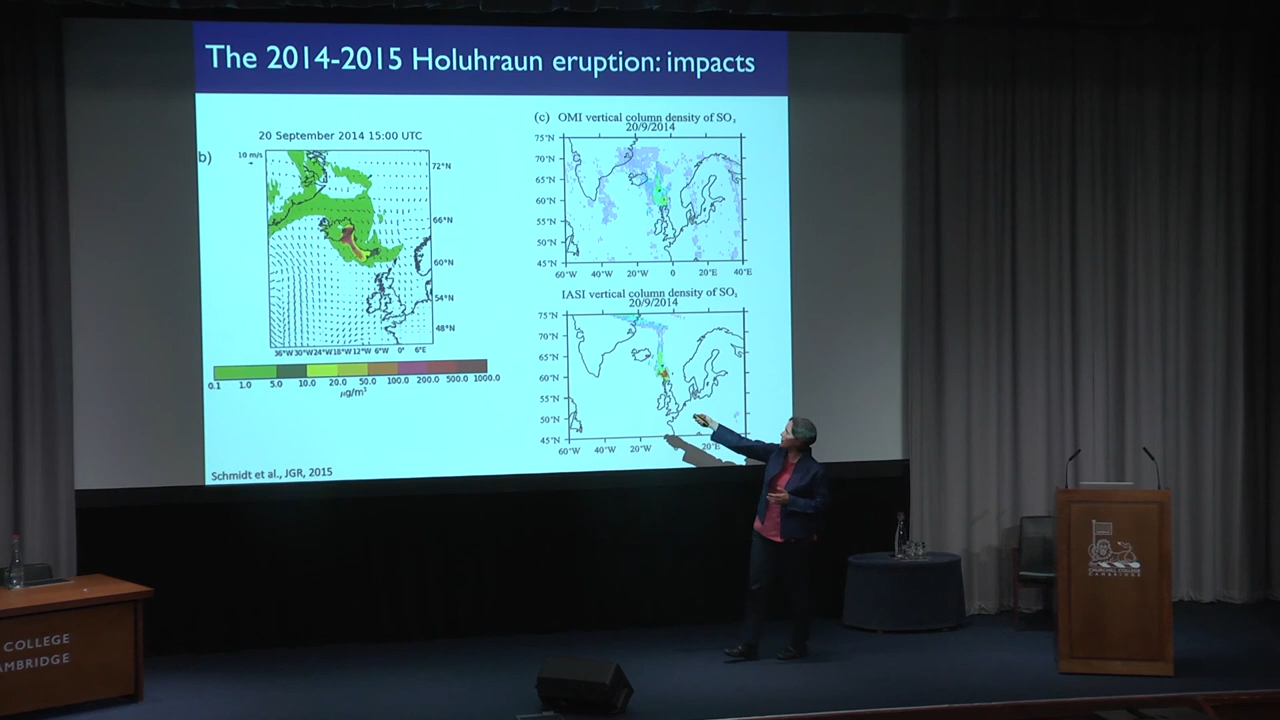 The 2014-2015 Holuhraun eruption: impacts
20 September 2014 15:00 UTC
b)
10 m/s
72°N
66°N
60°N
54°N
48°N
36°W 30°W 24°W 18°W 12°W 6°W 0° 6°E
0.1 1.0 5.0 10.0 20.0 50.0 100.0 200.0 500.0 1000.0
µg/m³
Schmidt et al., JGR, 2015
(c) OMI vertical column density of SO₂
20/9/2014
75°N
70°N
65°N
60°N
55°N
50°N
45°N
60°W 40°W 20°W 0 20°E 40°E
IASI vertical column density of SO₂
20/9/2014
75°N
70°N
65°N
60°N
55°N
50°N
45°N
60°W 40°W 20°W 20°E
COLLEGE
AMBRIDGE
CHURCHILL COLLEGE
CAMBRIDGE